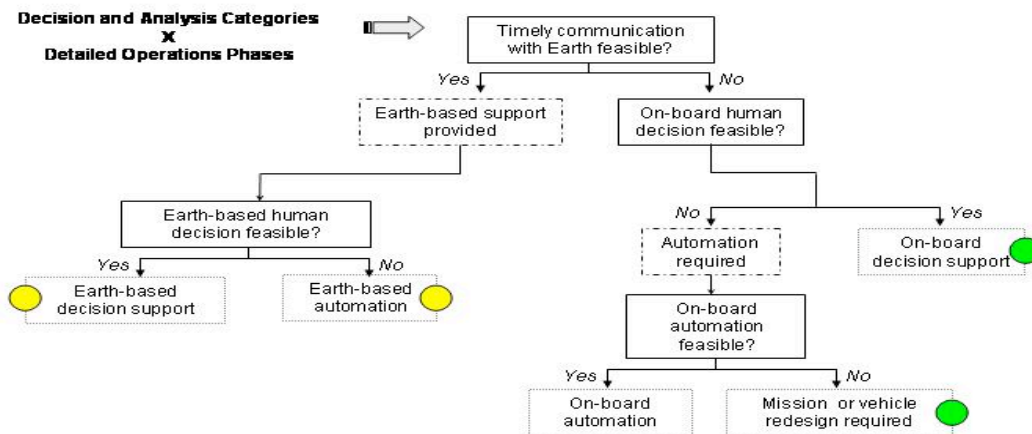 Decision and Analysis Categories
X
Detailed Operations Phases
Timely communication
with Earth feasible?
Yes
No
Earth-based support
provided
On-board human
decision feasible?
Earth-based human
decision feasible?
No
Yes
Automation
required
On-board
decision support
Yes
No
Earth-based
decision support
Earth-based
automation
On-board
automation
feasible?
Yes
No
On-board
automation
Mission or vehicle
redesign required